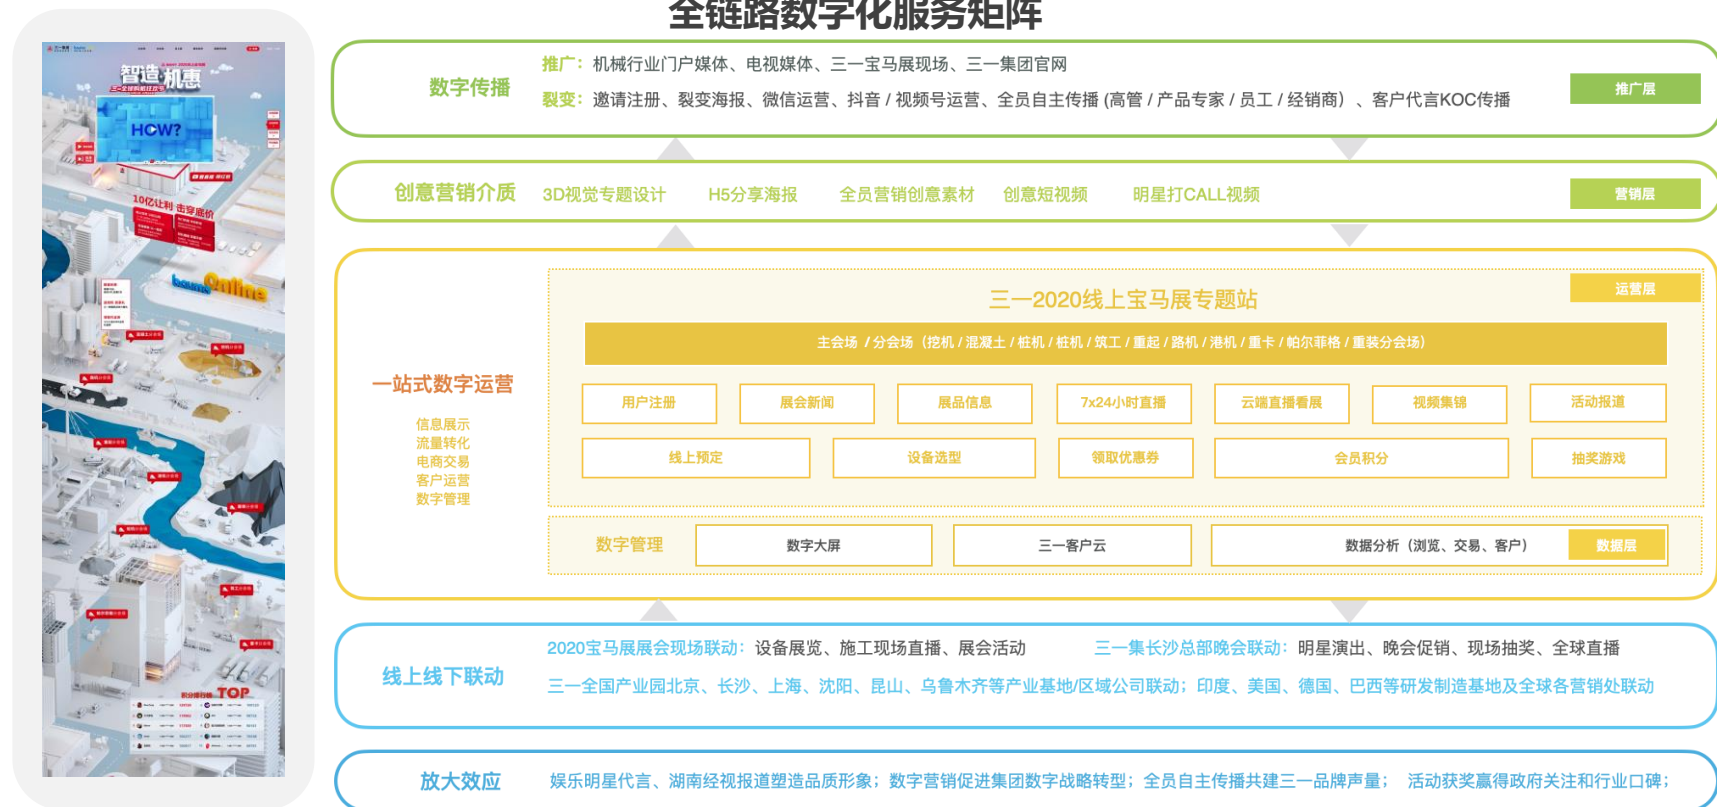 全链路数字化服务矩阵
智造·机惠
HOW?
10亿让利 击穿底价
bauma Online
积分排行榜 TOP
数字传播
推广：机械行业门户媒体、电视媒体、三一宝马展现场、三一集团官网
裂变：邀请注册、裂变海报、微信运营、抖音 / 视频号运营、全员自主传播 (高管 / 产品专家 / 员工 / 经销商）、客户代言KOC传播
推广层
创意营销介质
3D视觉专题设计 H5分享海报 全员营销创意素材 创意短视频 明星打CALL视频
营销层
三一2020线上宝马展专题站
运营层
主会场 / 分会场（挖机 / 混凝土 / 桩机 / 桩机 / 筑工 / 重起 / 路机 / 港机 / 重卡 / 帕尔菲格 / 重装分会场）
一站式数字运营
信息展示
流量转化
电商交易
客户运营
数字管理
用户注册 展会新闻 展品信息 7x24小时直播 云端直播看展 视频集锦 活动报道
线上预定 设备选型 领取优惠券 会员积分 抽奖游戏
数字管理 数字大屏 三一客户云 数据分析（浏览、交易、客户） 数据层
线上线下联动
2020宝马展展会现场联动：设备展览、施工现场直播、展会活动 三一集长沙总部晚会联动：明星演出、晚会促销、现场抽奖、全球直播
三一全国产业园北京、长沙、上海、沈阳、昆山、乌鲁木齐等产业基地/区域公司联动；印度、美国、德国、巴西等研发制造基地及全球各营销处联动
放大效应
娱乐明星代言、湖南经视报道塑造品质形象；数字营销促进集团数字战略转型；全员自主传播共建三一品牌声量； 活动获奖赢得政府关注和行业口碑；